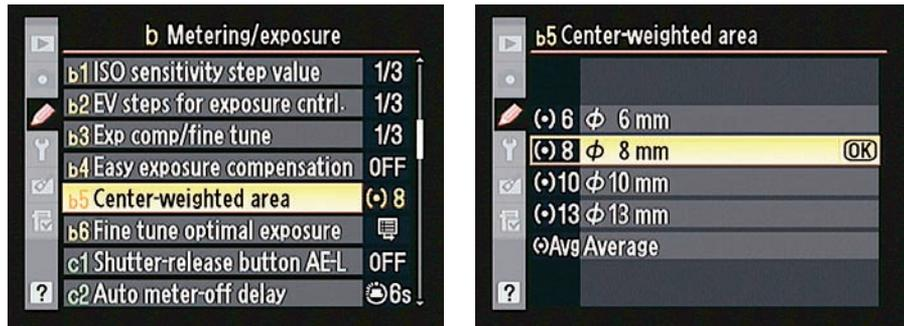 b Metering/exposure
b1 ISO sensitivity step value 1/3
b2 EV steps for exposure cntrl. 1/3
b3 Exp comp/fine tune 1/3
b4 Easy exposure compensation OFF
b5 Center-weighted area (•) 8
b6 Fine tune optimal exposure
c1 Shutter-release button AE-L OFF
? c2 Auto meter-off delay 6s
b5 Center-weighted area
(•) 6 ϕ 6 mm
(•) 8 ϕ 8 mm OK
(•)10 ϕ 10 mm
(•)13 ϕ 13 mm
(•)Avg Average
?